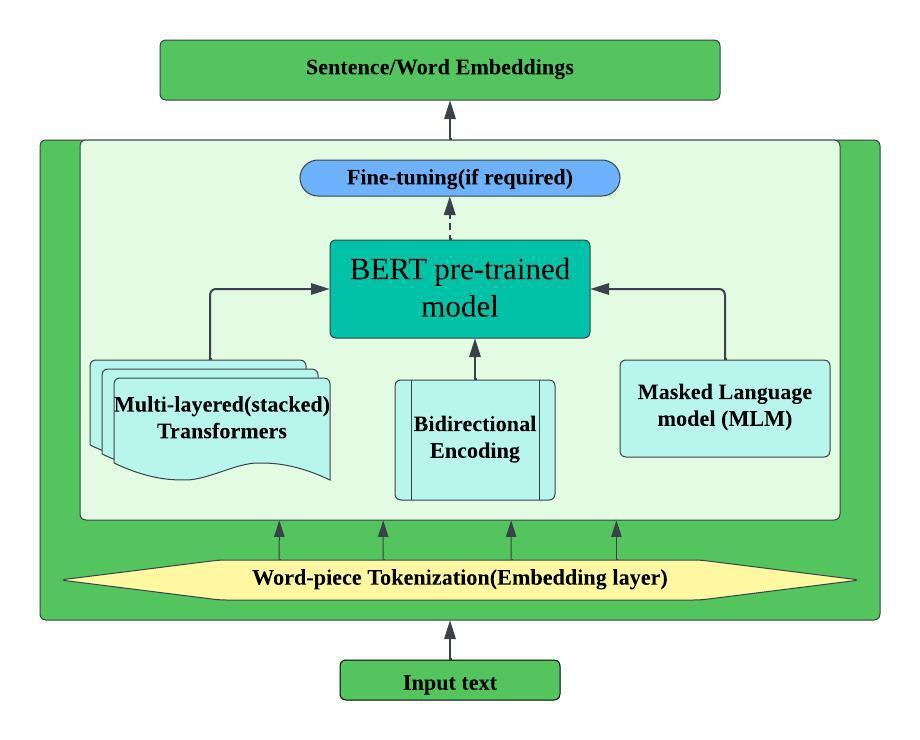 Sentence/Word Embeddings
Fine-tuning(if required)
BERT pre-trained
model
Multi-layered(stacked)
Transformers
Bidirectional
Encoding
Masked Language
model (MLM)
Word-piece Tokenization(Embedding layer)
Input text